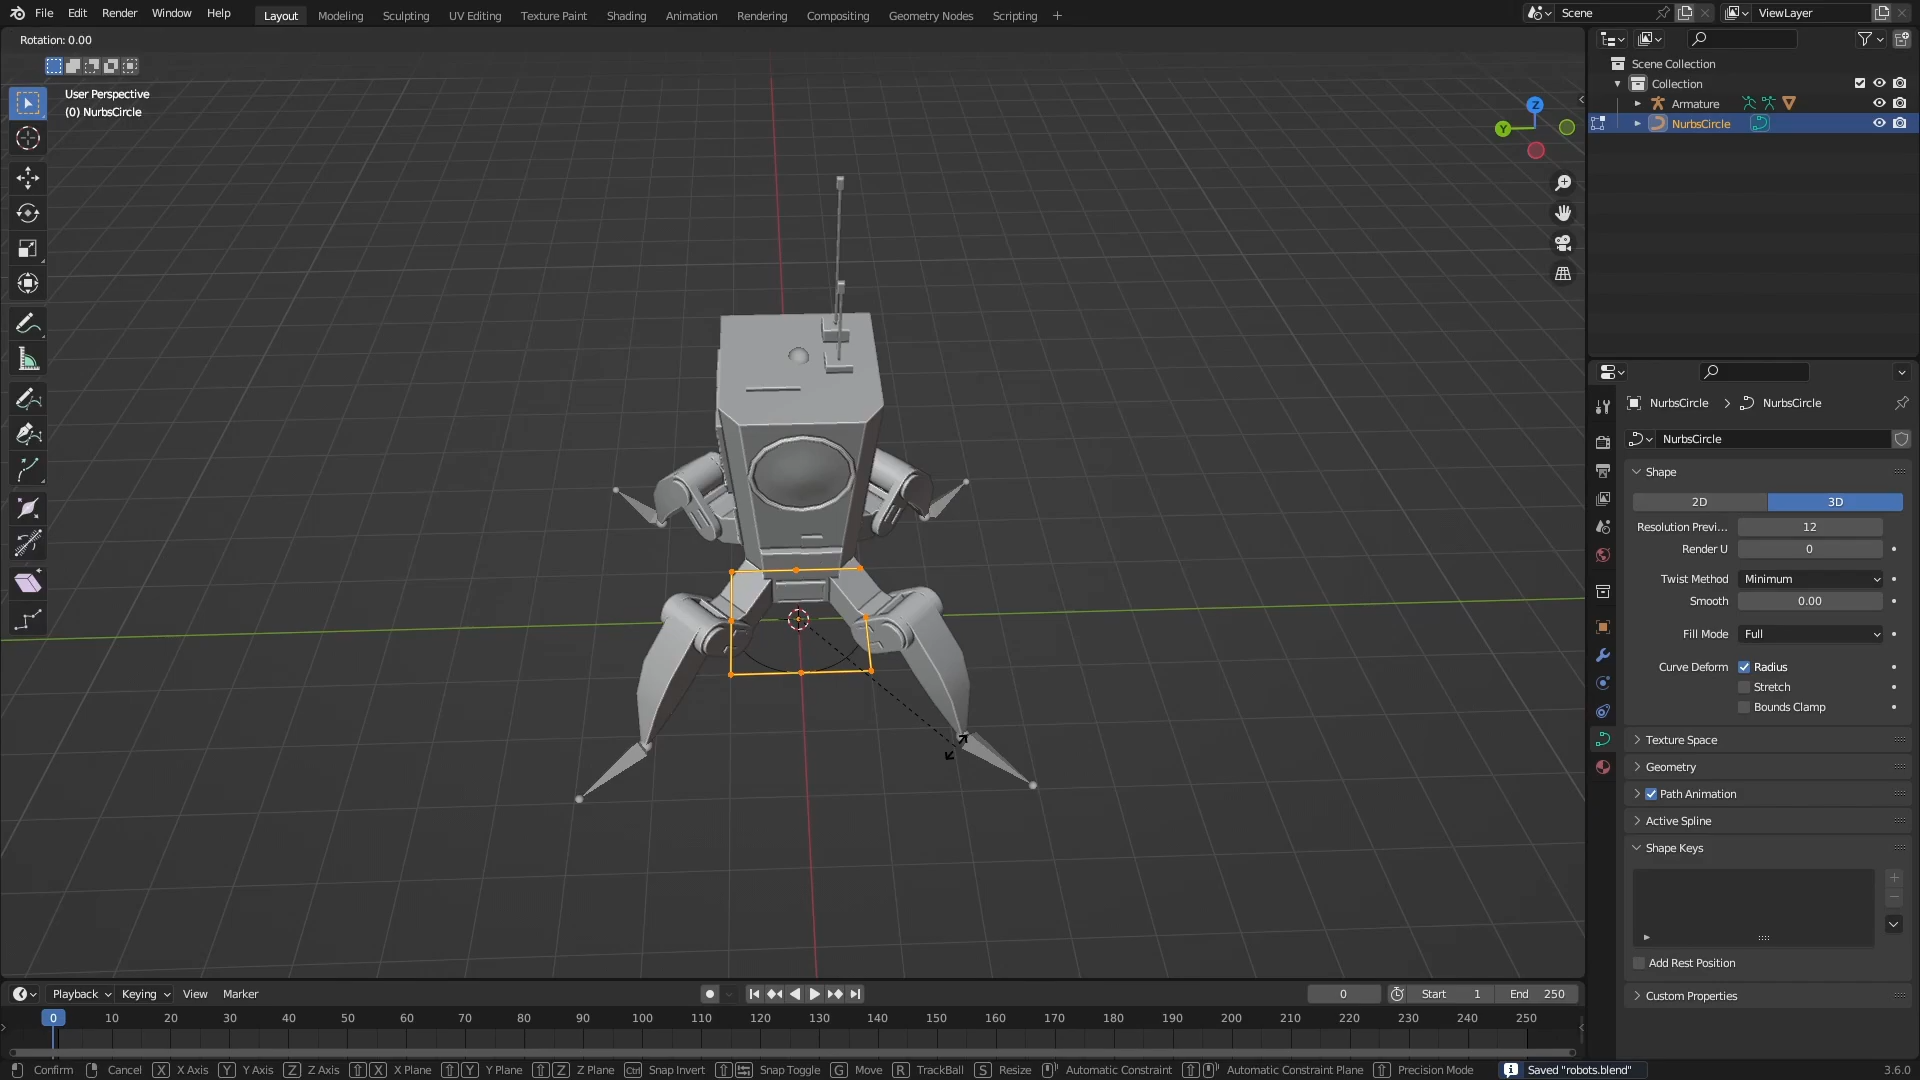 File Edit Render Window Help Layout Modeling Sculpting UV Editing Texture Paint Shading Animation Rendering Compositing Geometry Nodes Scripting Scene ViewLayer
Rotation: 0.00
User Perspective
(0) NurbsCircle
Z
Y
Scene Collection
Collection
Armature
NurbsCircle
NurbsCircle NurbsCircle
NurbsCircle
Shape
2D 3D
Resolution Previ... 12
Render U 0
Twist Method Minimum
Smooth 0.00
Fill Mode Full
Curve Deform Radius
Stretch
Bounds Clamp
Texture Space
Geometry
Path Animation
Active Spline
Shape Keys
Add Rest Position
Custom Properties
Playback Keying View Marker 0 Start 1 End 250
0 10 20 30 40 50 60 70 80 90 100 110 120 130 140 150 160 170 180 190 200 210 220 230 240 250
Confirm Cancel X X Axis Y Y Axis Z Z Axis X X Plane Y Y Plane Z Z Plane Ctrl Snap Invert Snap Toggle G Move R TrackBall S Resize Automatic Constraint Automatic Constraint Plane Precision Mode Saved "robots.blend" 3.6.0